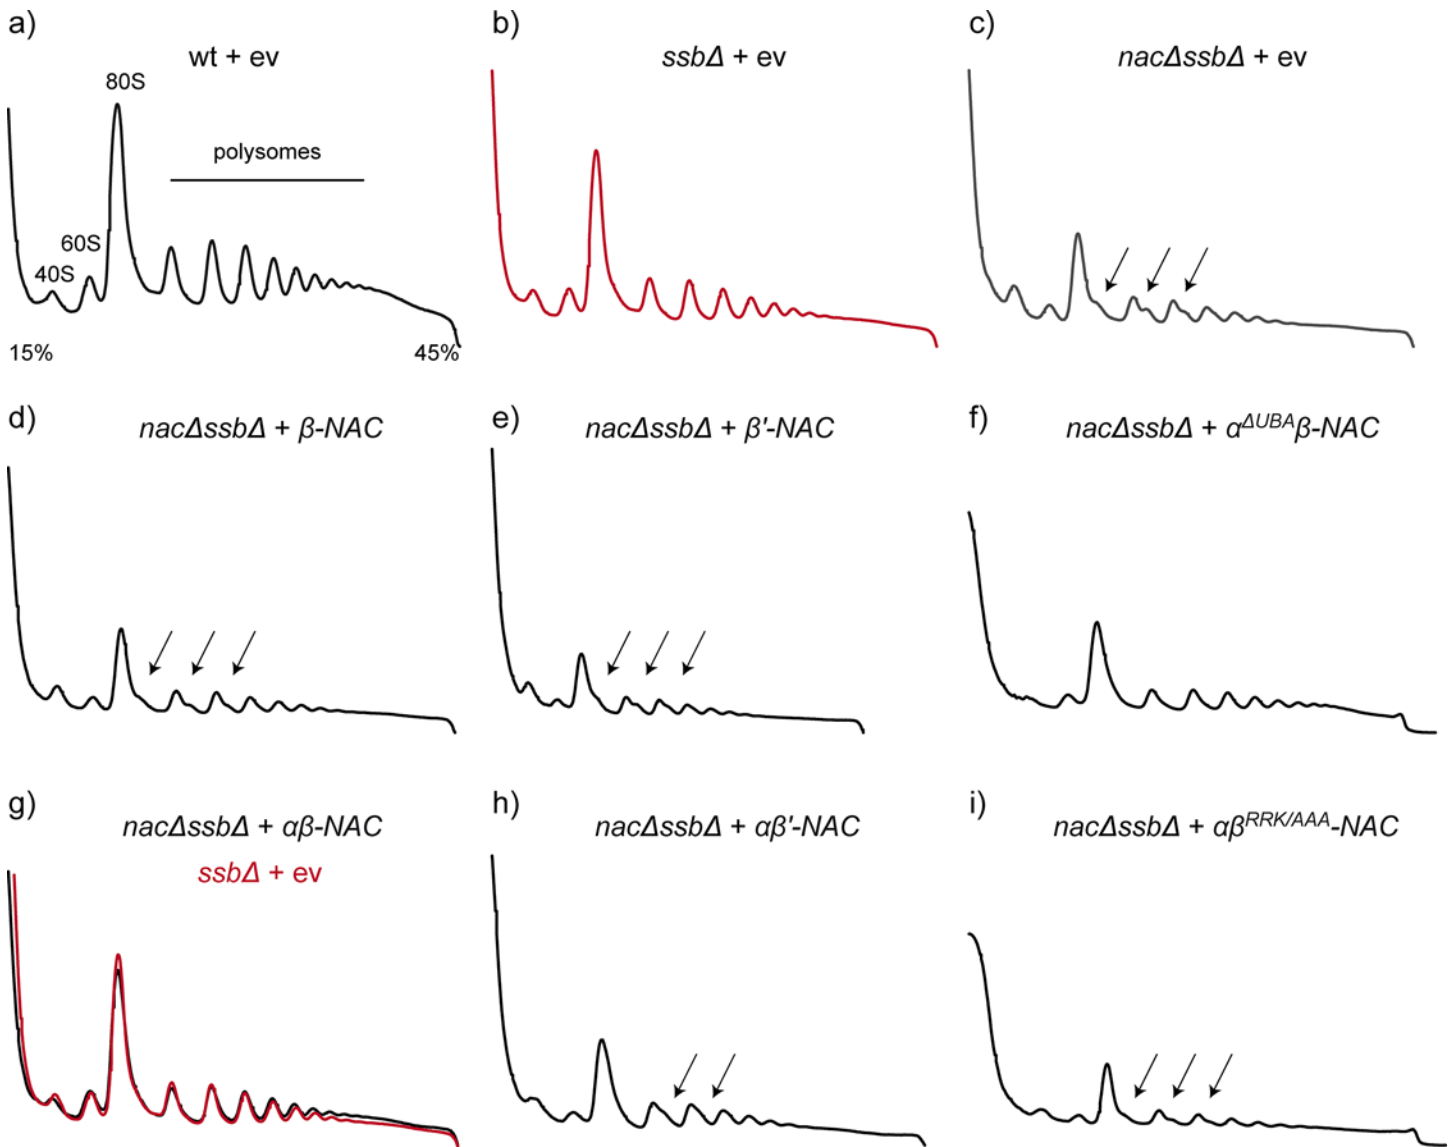 a)
wt + ev
80S
polysomes
60S
40S
15%
45%
b)
ssbΔ + ev
c)
nacΔssbΔ + ev
d)
nacΔssbΔ + β-NAC
e)
nacΔssbΔ + β'-NAC
f)
nacΔssbΔ + α^ΔUBAβ-NAC
g)
nacΔssbΔ + αβ-NAC
ssbΔ + ev
h)
nacΔssbΔ + αβ'-NAC
i)
nacΔssbΔ + αβ^RRK/AAA-NAC